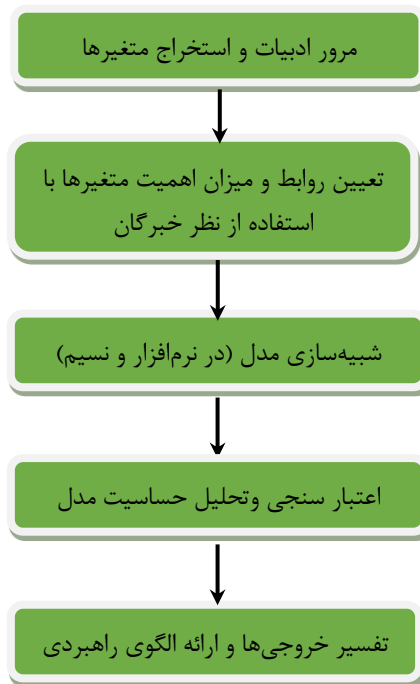 مرور ادبیات و استخراج متغیرها
تعیین روابط و میزان اهمیت متغیرها با
استفاده از نظر خبرگان
شبیه‌سازی مدل (در نرم‌افزار و نسیم)
اعتبار سنجی وتحلیل حساسیت مدل
تفسیر خروجی‌ها و ارائه الگوی راهبردی